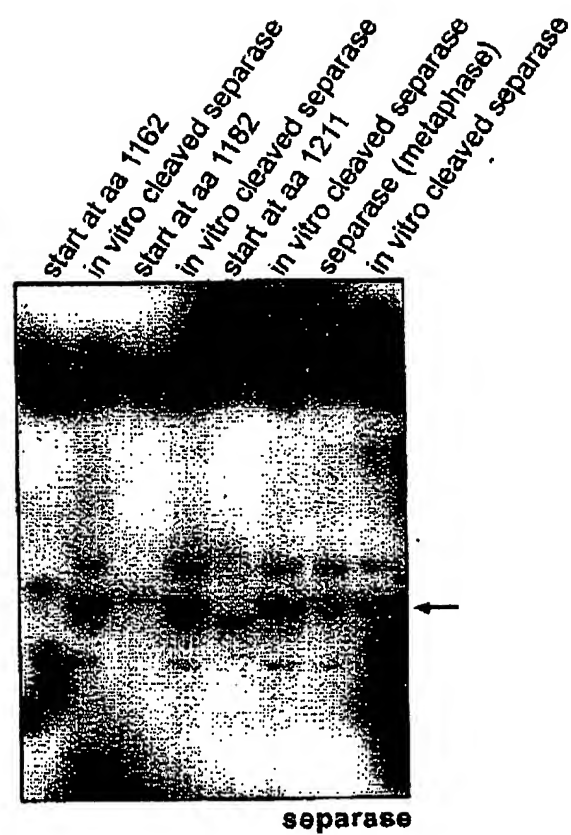 start at aa 1162
in vitro cleaved separase
start at aa 1182
in vitro cleaved separase
start at aa 1211
in vitro cleaved separase
separase (metaphase)
in vitro cleaved separase
separase